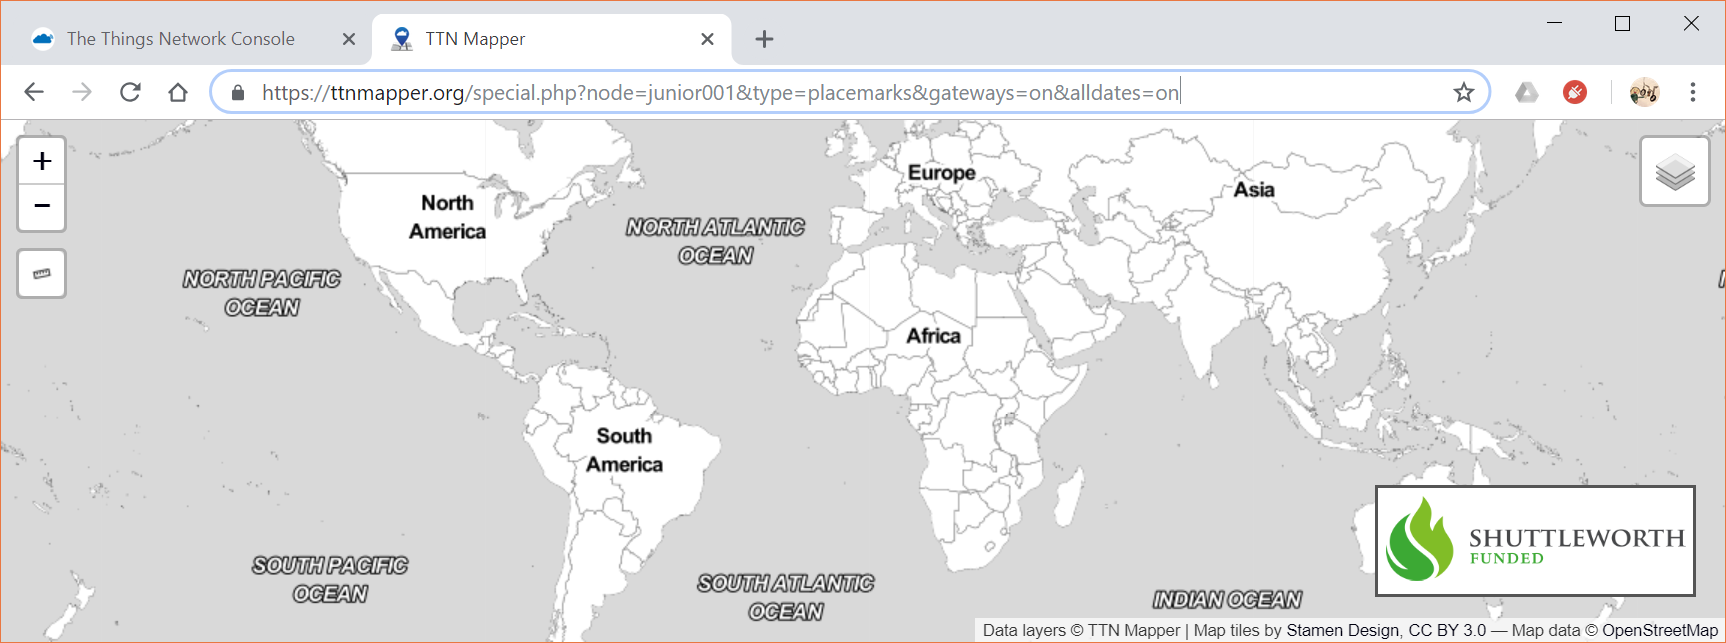 The Things Network Console
TTN Mapper
https://ttnmapper.org/special.php?node=junior001&type=placemarks&gateways=on&alldates=on
+
−
Europe
Asia
North
America
NORTH ATLANTIC
OCEAN
NORTH PACIFIC
OCEAN
Africa
South
America
SHUTTLEWORTH
FUNDED
SOUTH PACIFIC
OCEAN
SOUTH ATLANTIC
OCEAN
INDIAN OCEAN
Data layers © TTN Mapper | Map tiles by Stamen Design, CC BY 3.0 — Map data © OpenStreetMap